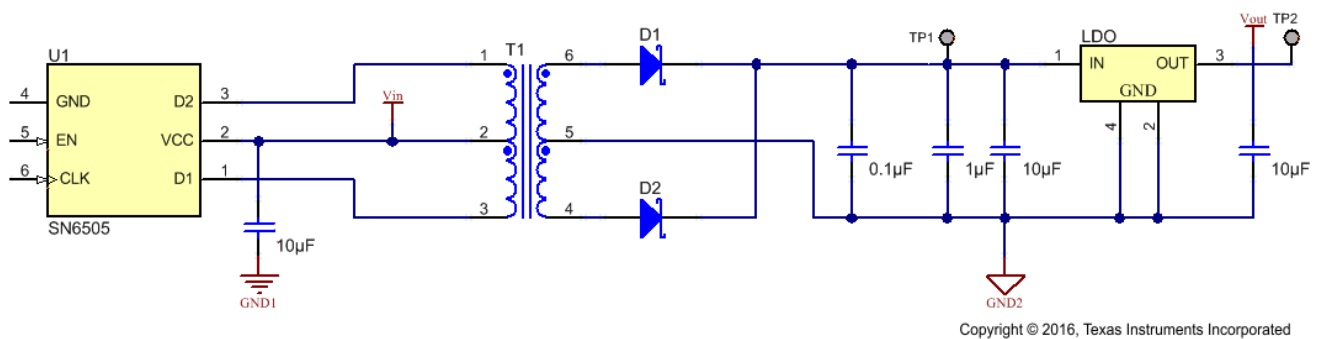 U1
4 GND
5 EN
6 CLK
D2 3
VCC 2
D1 1
SN6505
Vin
10µF
GND1
T1
1
2
3
6
5
4
D1
D2
TP1
0.1µF
1µF
10µF
GND2
LDO
1 IN
OUT 3
GND
4
2
Vout
TP2
10µF
Copyright © 2016, Texas Instruments Incorporated